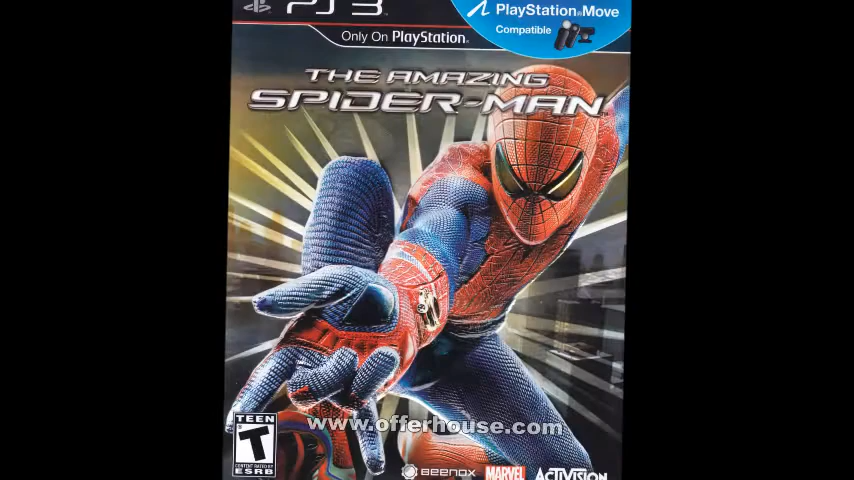 PS3
PlayStation Move
Compatible
Only On PlayStation
THE AMAZING
SPIDER-MAN
www.offerhouse.com
TEEN
T
CONTENT RATED BY
ESRB
BEENOX
MARVEL
ACTIVISION